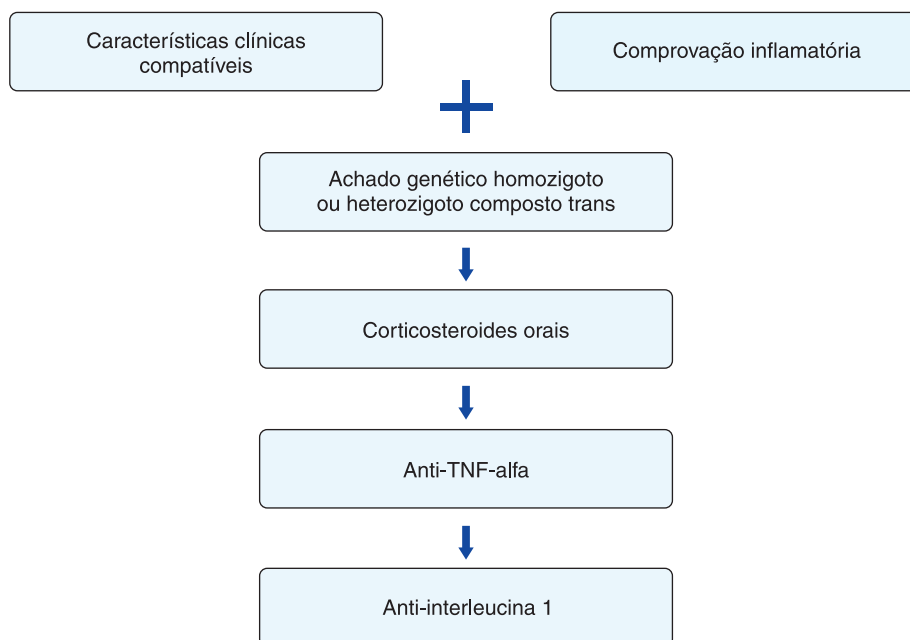 Características clínicas
compatíveis
Comprovação inflamatória
Achado genético homozigoto
ou heterozigoto composto trans
Corticosteroides orais
Anti-TNF-alfa
Anti-interleucina 1